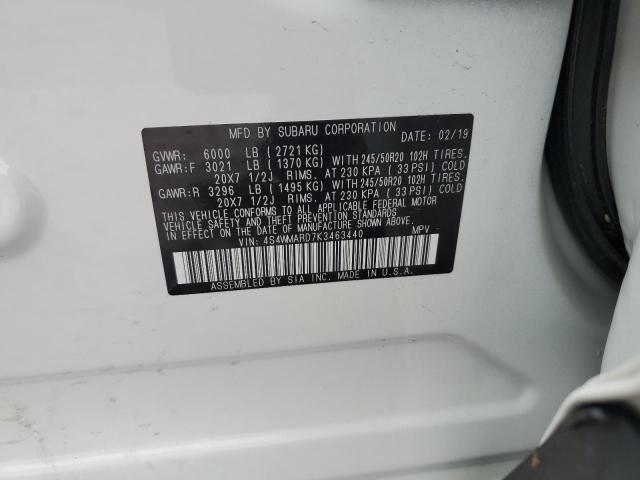 MFD BY SUBARU CORPORATION DATE: 02/19
GVWR: 6000 LB ( 2721 KG)
GAWR:F 3021 LB ( 1370 KG) WITH 245/50R20 102H TIRES.
20X7 1/2J RIMS. AT 230 KPA ( 33 PSI) COLD
GAWR:R 3296 LB ( 1495 KG) WITH 245/50R20 102H TIRES.
20X7 1/2J RIMS. AT 230 KPA ( 33 PSI) COLD
THIS VEHICLE CONFORMS TO ALL APPLICABLE FEDERAL MOTOR
VEHICLE SAFETY AND THEFT PREVENTION STANDARDS
IN EFFECT ON THE DATE OF MANUFACTURE SHOWN ABOVE.
VIN: 4S4WMARD7K3463440 MPV
ASSEMBLED BY SIA INC. MADE IN U.S.A.